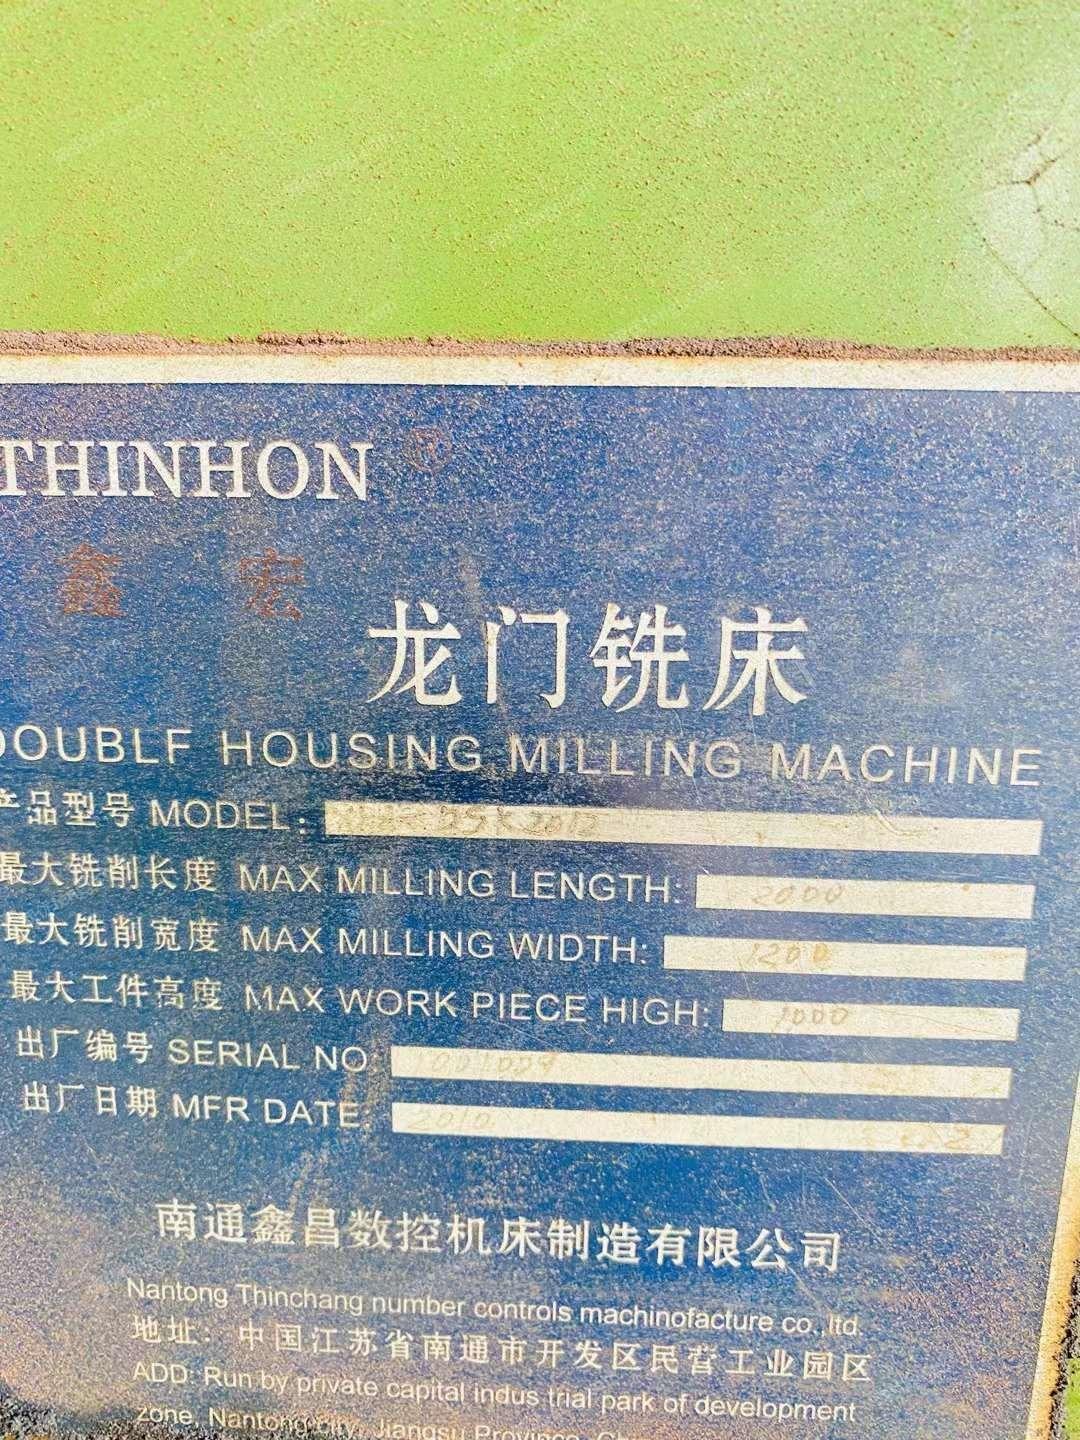 THINHON ®
鑫 宏
龙门铣床
DOUBLE HOUSING MILLING MACHINE
产品型号 MODEL:
最大铣削长度 MAX MILLING LENGTH: 2000
最大铣削宽度 MAX MILLING WIDTH: 1200
最大工件高度 MAX WORK PIECE HIGH: 1000
出厂编号 SERIAL NO:
出厂日期 MFR DATE: 2010
南通鑫昌数控机床制造有限公司
Nantong Thinchang number controls machinofacture co.,ltd.
地址: 中国江苏省南通市开发区民营工业园区
ADD: Run by private capital indus trial park of development
zone, Nantong city, Jiangsu Province,